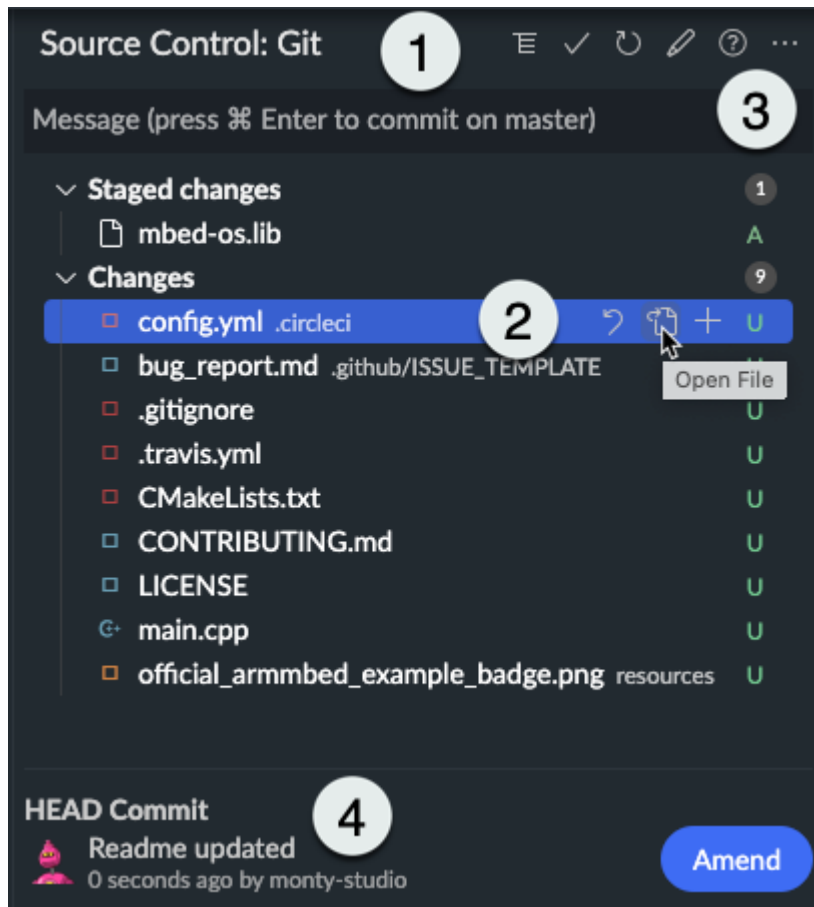 Source Control: Git 1
3
Message (press ⌘ Enter to commit on master)
Staged changes 1
mbed-os.lib A
Changes 9
config.yml .circleci 2 U
bug_report.md .github/ISSUE_TEMPLATE
Open File
.gitignore U
.travis.yml U
CMakeLists.txt U
CONTRIBUTING.md U
LICENSE U
main.cpp U
official_armmbed_example_badge.png resources U
HEAD Commit 4
Readme updated
0 seconds ago by monty-studio
Amend